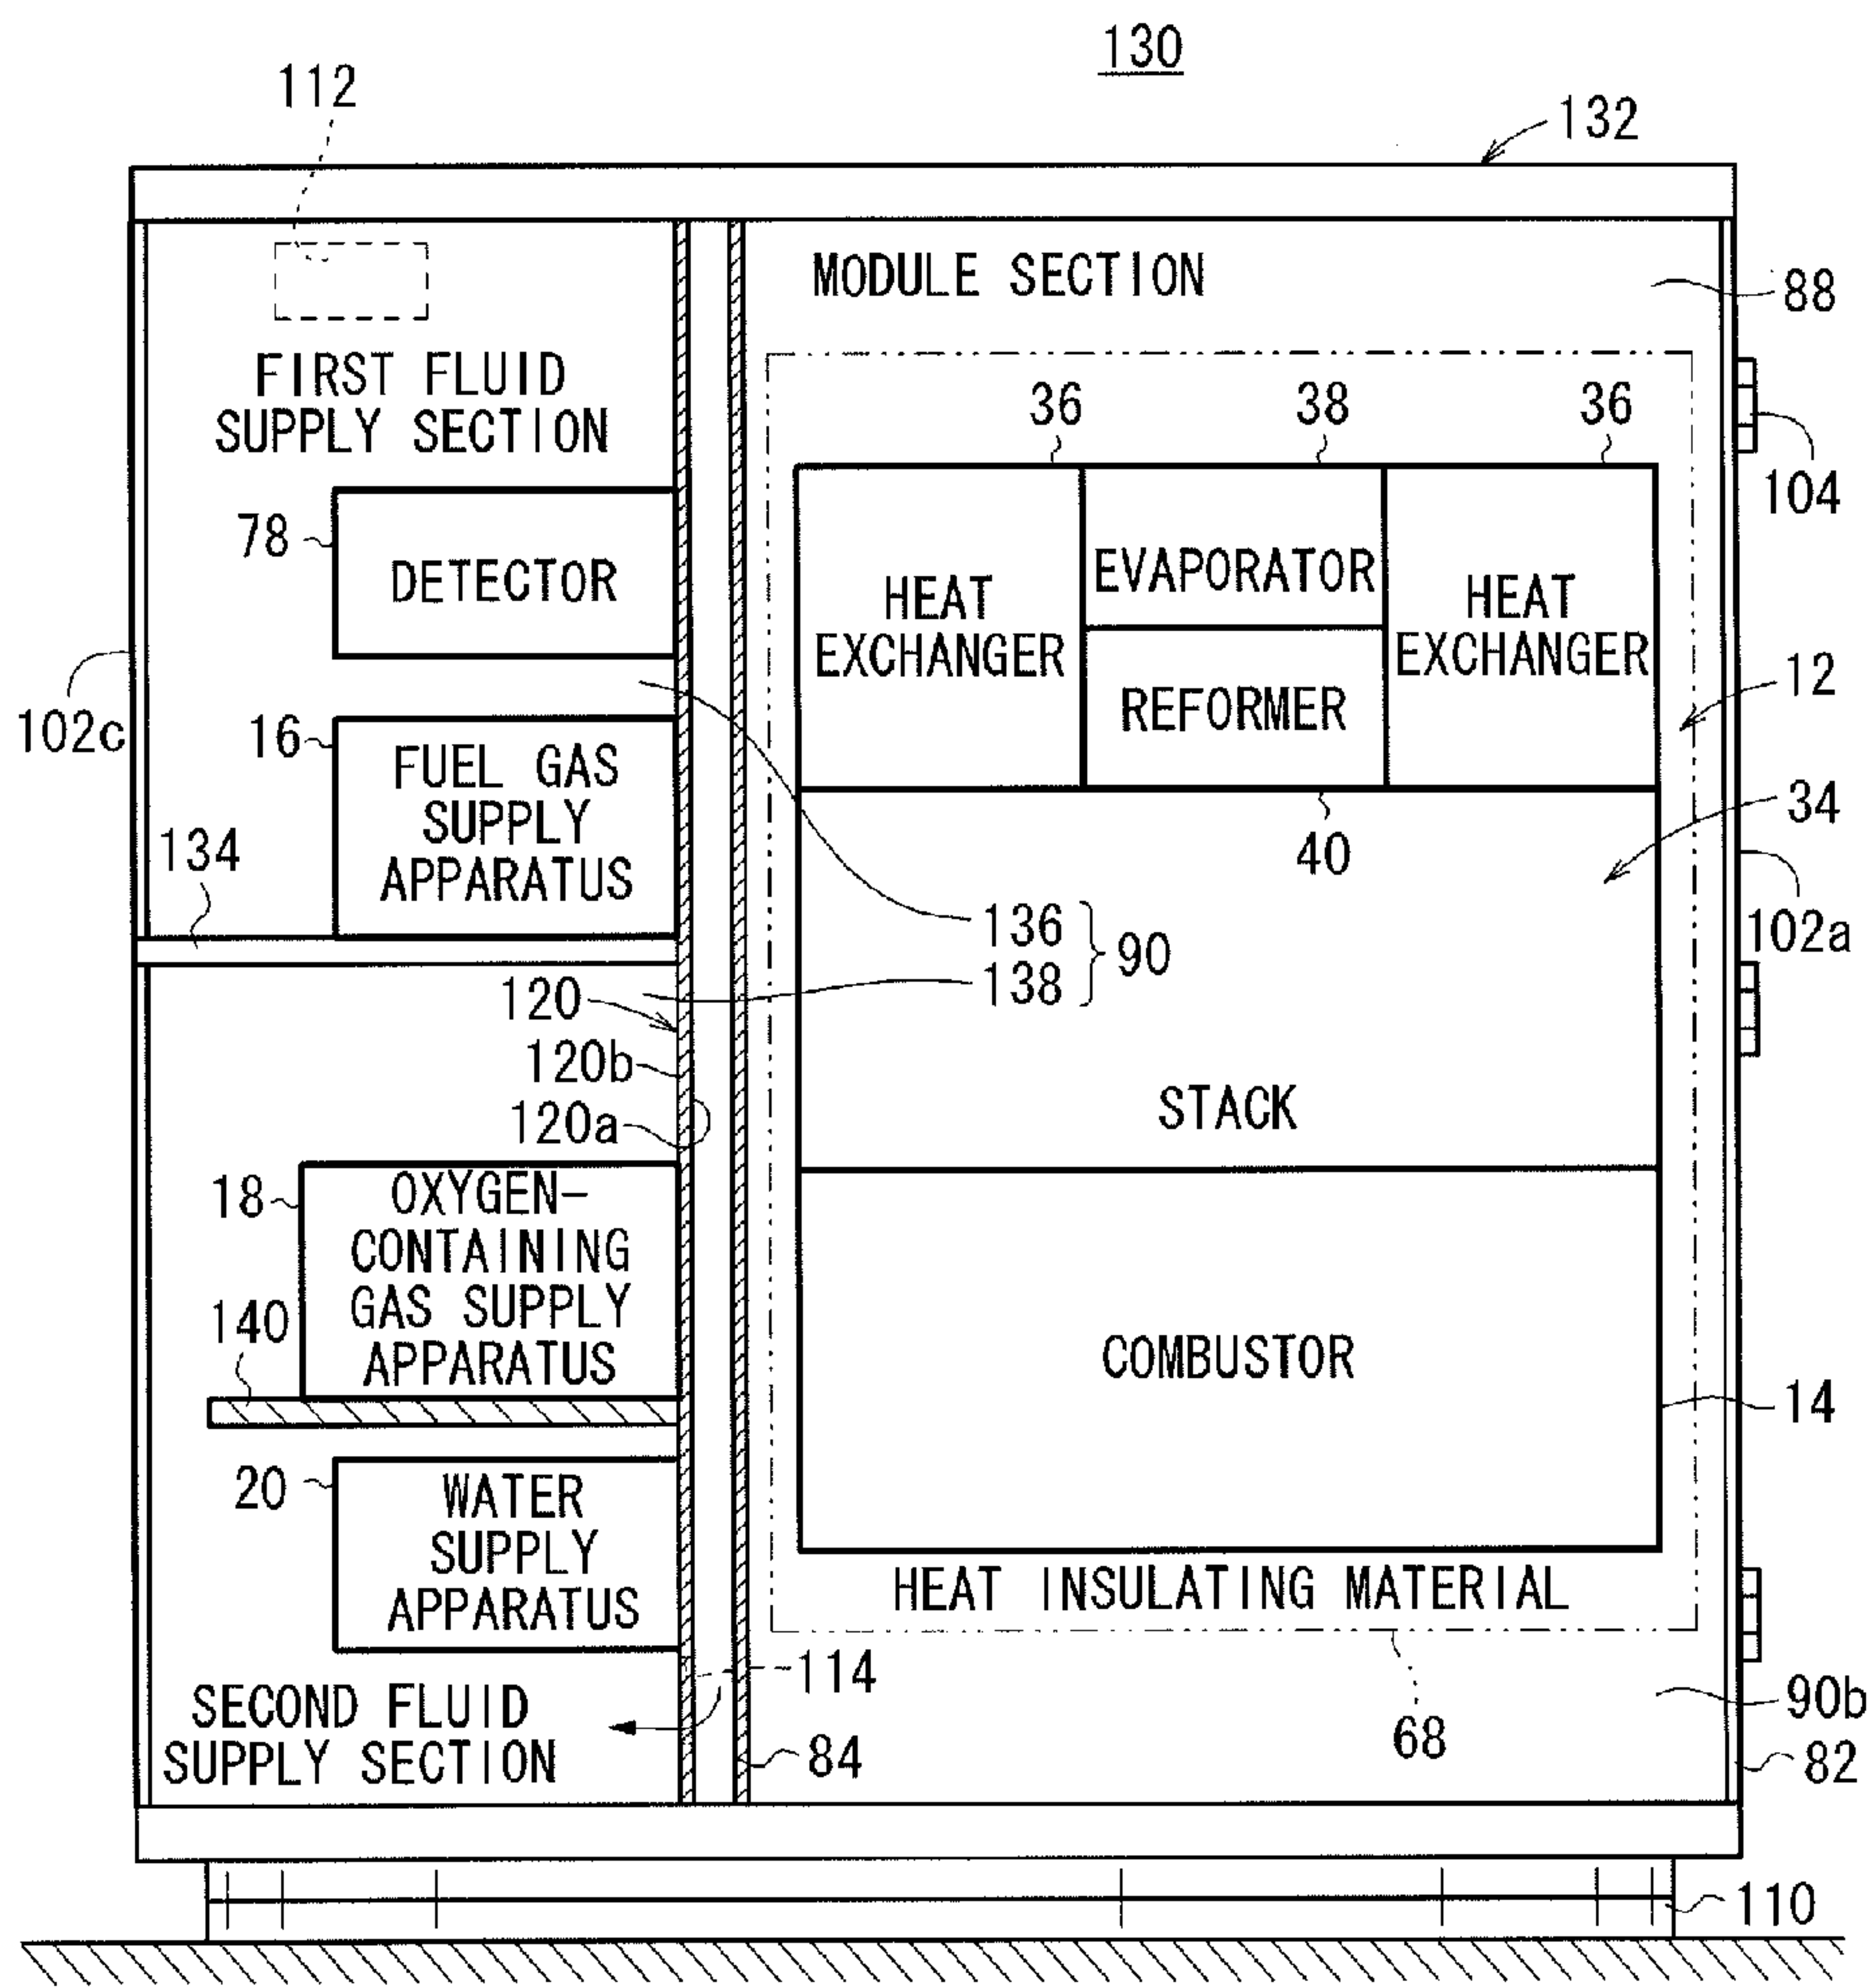 130
112
132
MODULE SECTION
88
FIRST FLUID
SUPPLY SECTION
36
38
36
104
78
DETECTOR
HEAT
EXCHANGER
EVAPORATOR
HEAT
EXCHANGER
REFORMER
12
102c
16
FUEL GAS
SUPPLY
APPARATUS
34
40
134
102a
136
138
90
120
120b
120a
STACK
18
OXYGEN-
CONTAINING
GAS SUPPLY
APPARATUS
140
COMBUSTOR
14
20
WATER
SUPPLY
APPARATUS
HEAT INSULATING MATERIAL
114
SECOND FLUID
SUPPLY SECTION
84
68
90b
82
110